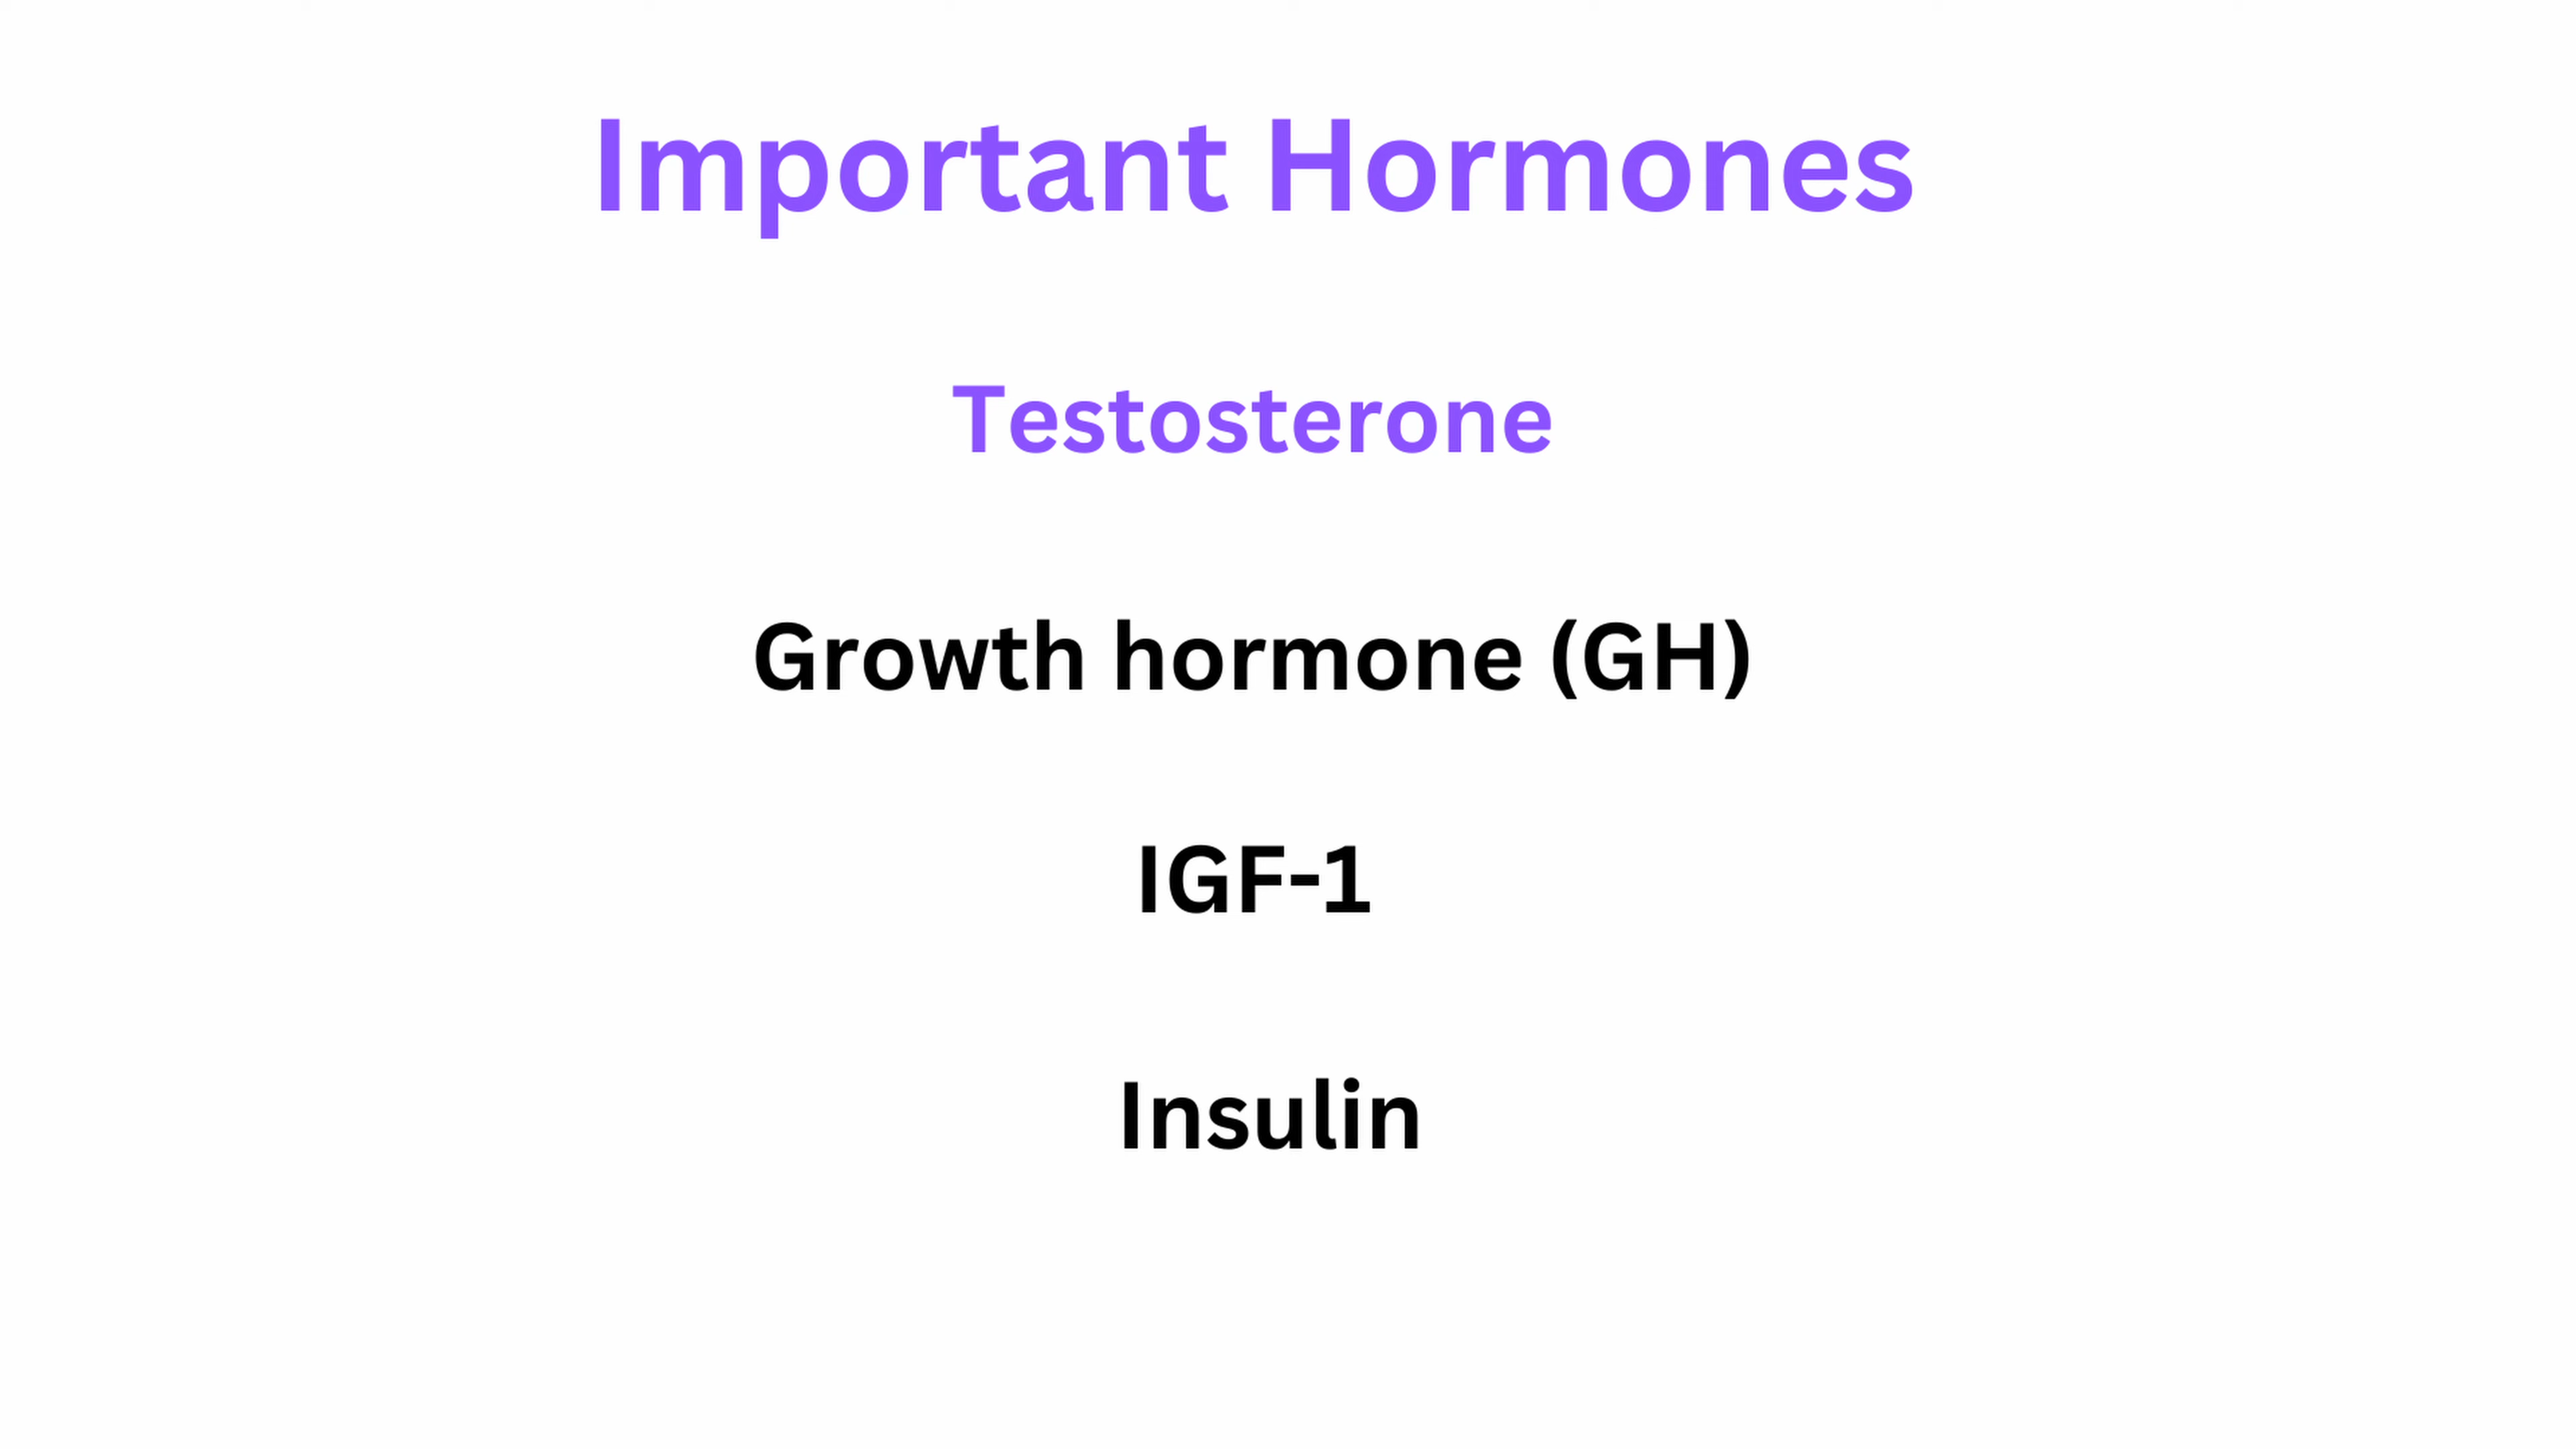 Important Hormones
Testosterone
Growth hormone (GH)
IGF-1
Insulin